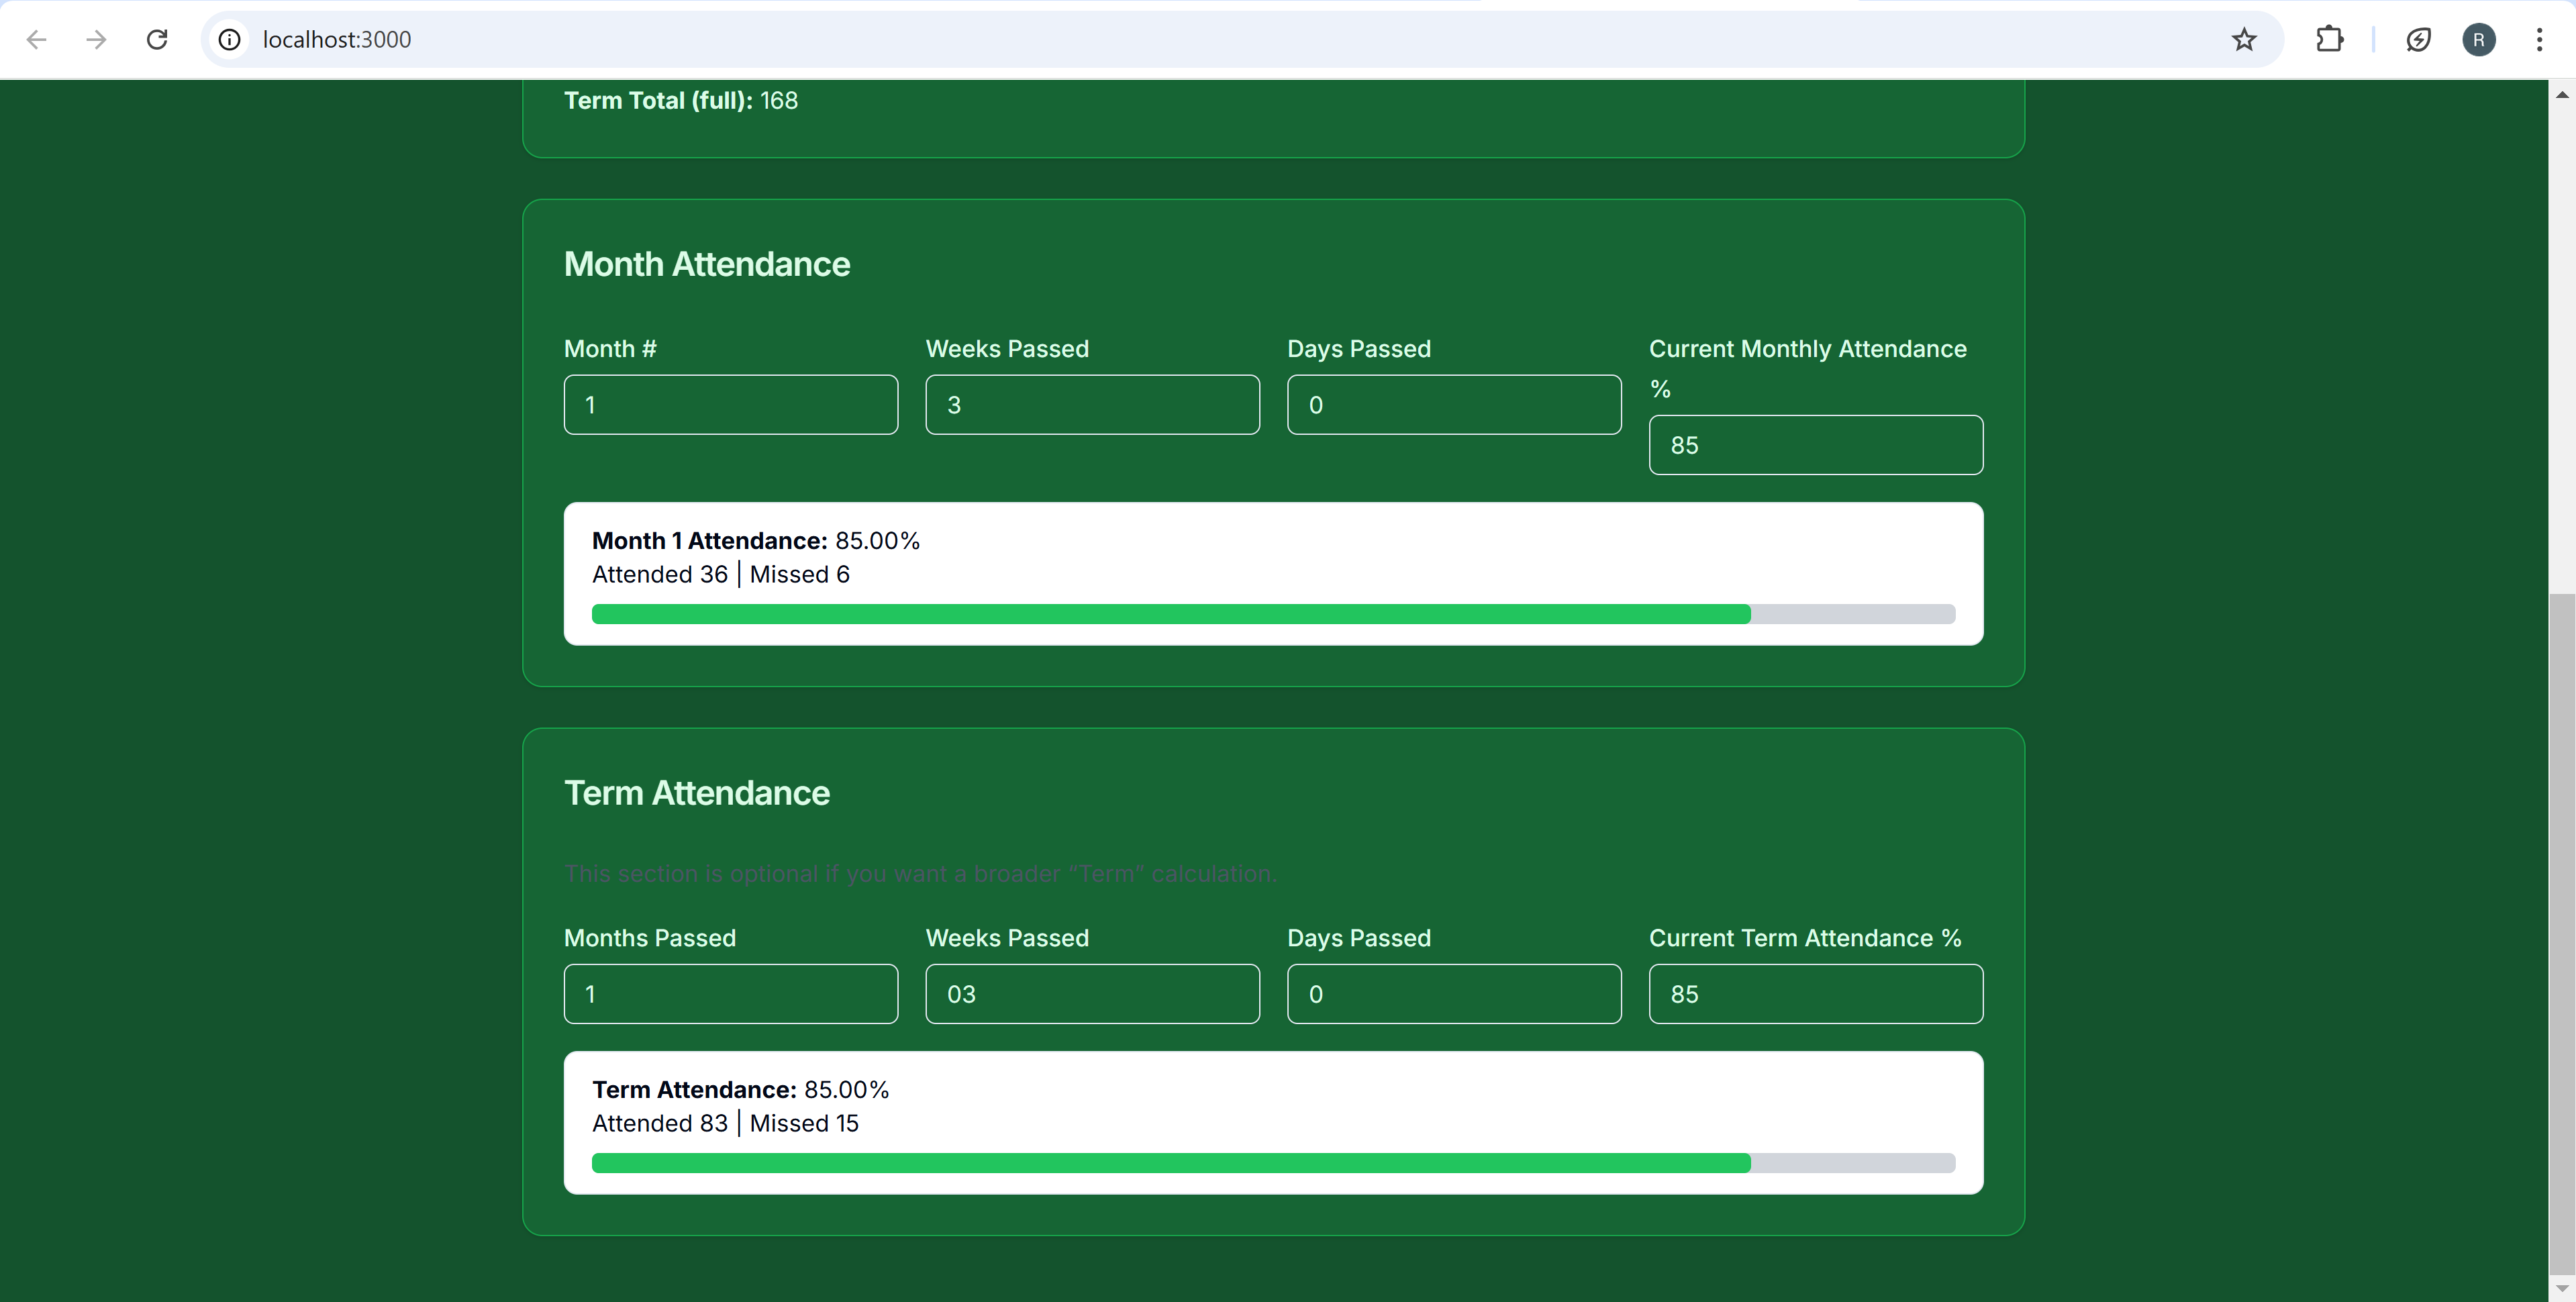 localhost:3000
R
Term Total (full): 168
Month Attendance
Month #
Weeks Passed
Days Passed
Current Monthly Attendance
%
1
3
0
85
Month 1 Attendance: 85.00%
Attended 36 | Missed 6
Term Attendance
This section is optional if you want a broader “Term” calculation.
Months Passed
Weeks Passed
Days Passed
Current Term Attendance %
1
03
0
85
Term Attendance: 85.00%
Attended 83 | Missed 15